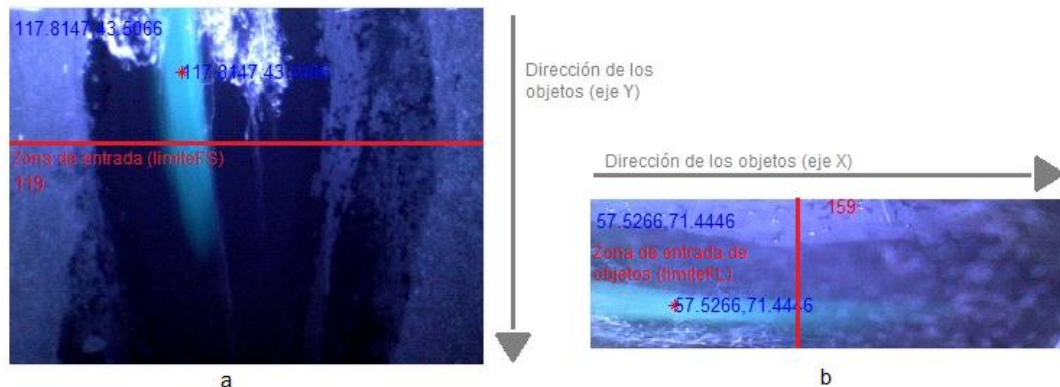 117.8147,43.5066
117.8147,43.5066
Zona de entrada (limiteFS)
119
a
Dirección de los
objetos (eje Y)
Dirección de los objetos (eje X)
159
57.5266,71.4446
Zona de entrada de
objetos (limiteFL)
57.5266,71.4446
b